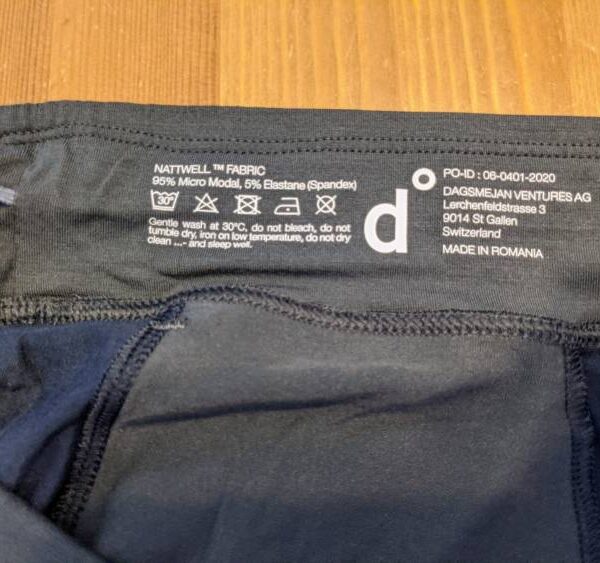 NATTWELL ™ FABRIC
95% Micro Modal, 5% Elastane (Spandex)
30°
Gentle wash at 30°C, do not bleach, do not
tumble dry, iron on low temperature, do not dry
clean ...- and sleep well.
d
PO-ID : 06-0401-2020
DAGSMEJAN VENTURES AG
Lerchenfeldstrasse 3
9014 St Gallen
Switzerland
MADE IN ROMANIA